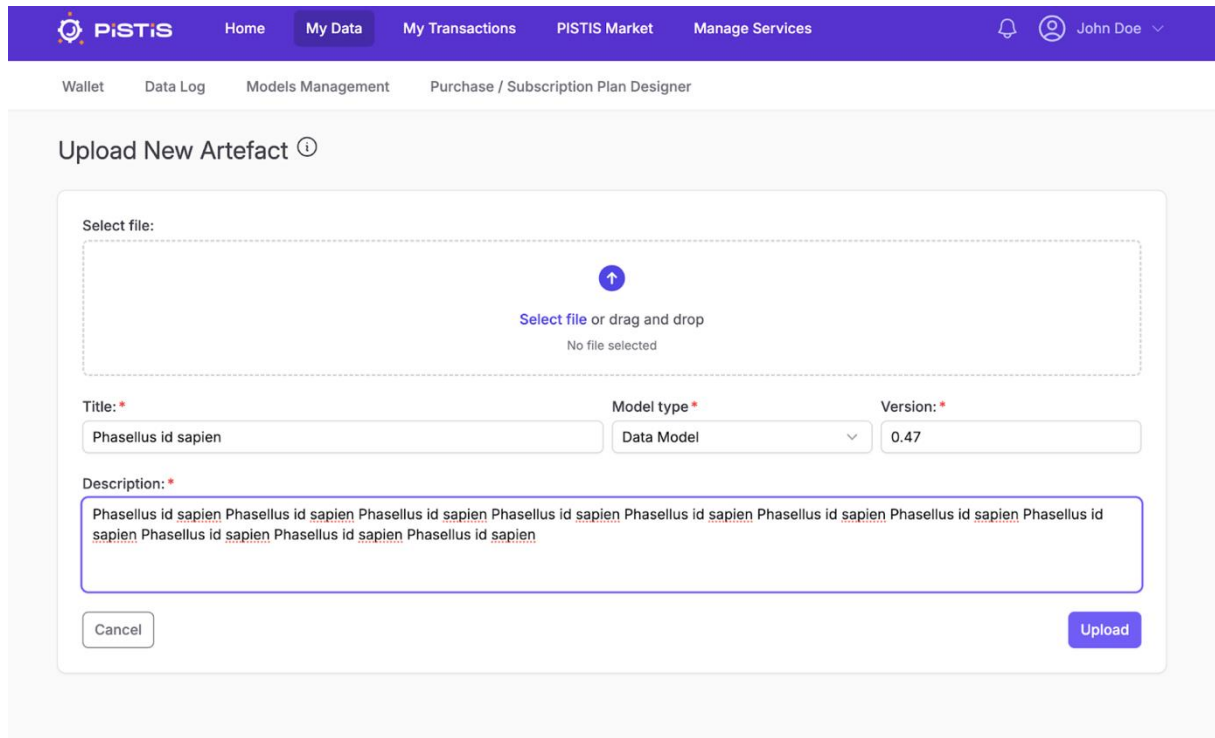 PiSTiS Home My Data My Transactions PISTIS Market Manage Services John Doe
Wallet Data Log Models Management Purchase / Subscription Plan Designer
Upload New Artefact
Select file:
Select file or drag and drop
No file selected
Title:* Model type* Version:*
Phasellus id sapien Data Model 0.47
Description:*
Phasellus id sapien Phasellus id sapien Phasellus id sapien Phasellus id sapien Phasellus id sapien Phasellus id sapien Phasellus id sapien Phasellus id
sapien Phasellus id sapien Phasellus id sapien Phasellus id sapien
Cancel Upload